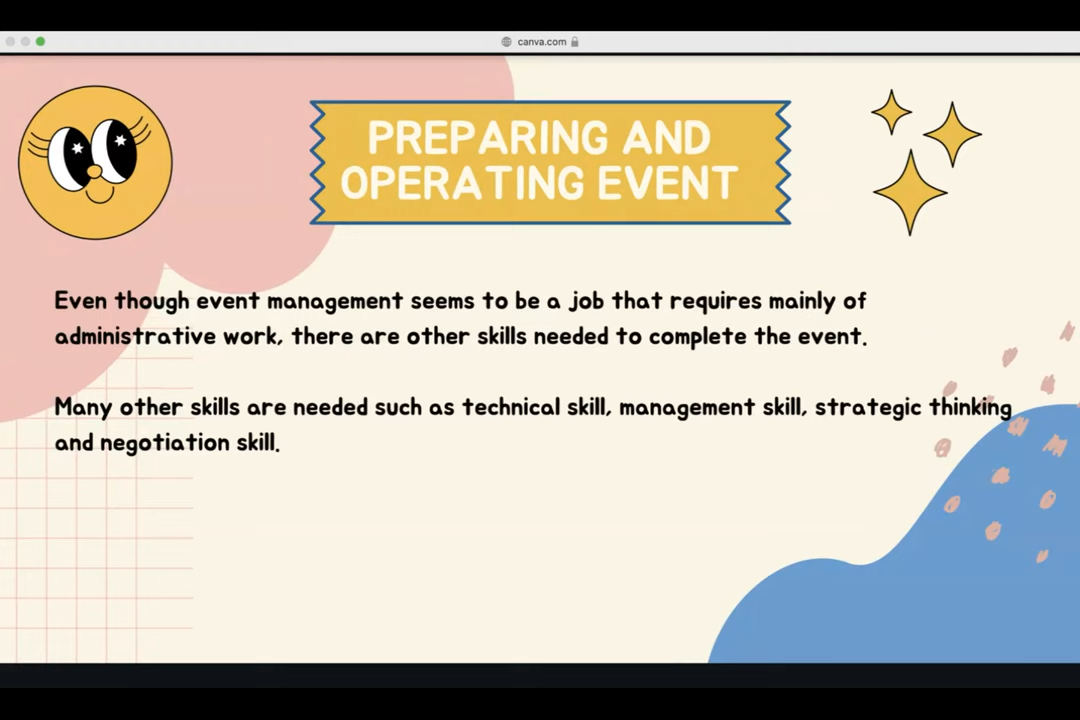 canva.com
PREPARING AND
OPERATING EVENT
Even though event management seems to be a job that requires mainly of
administrative work, there are other skills needed to complete the event.
Many other skills are needed such as technical skill, management skill, strategic thinking
and negotiation skill.